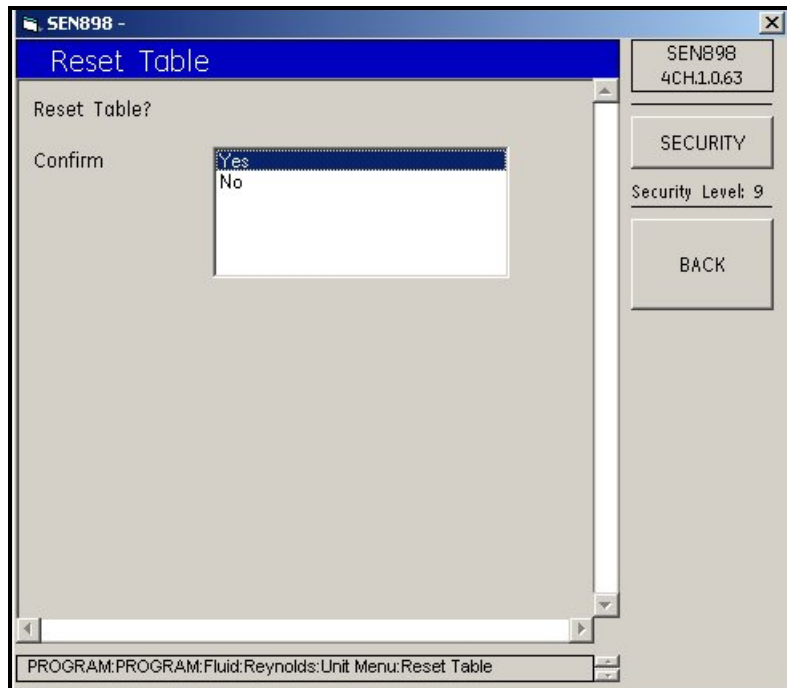 SEN898 -
Reset Table
SEN898
4CH.1.0.63
Reset Table?
Confirm
Yes
No
SECURITY
Security Level: 9
BACK
PROGRAM:PROGRAM:Fluid:Reynolds:Unit Menu:Reset Table